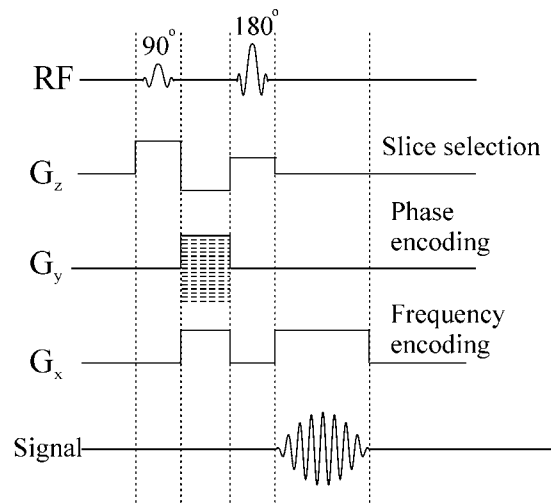 90°
180°
RF
Slice selection
G_z
Phase
encoding
G_y
Frequency
encoding
G_x
Signal